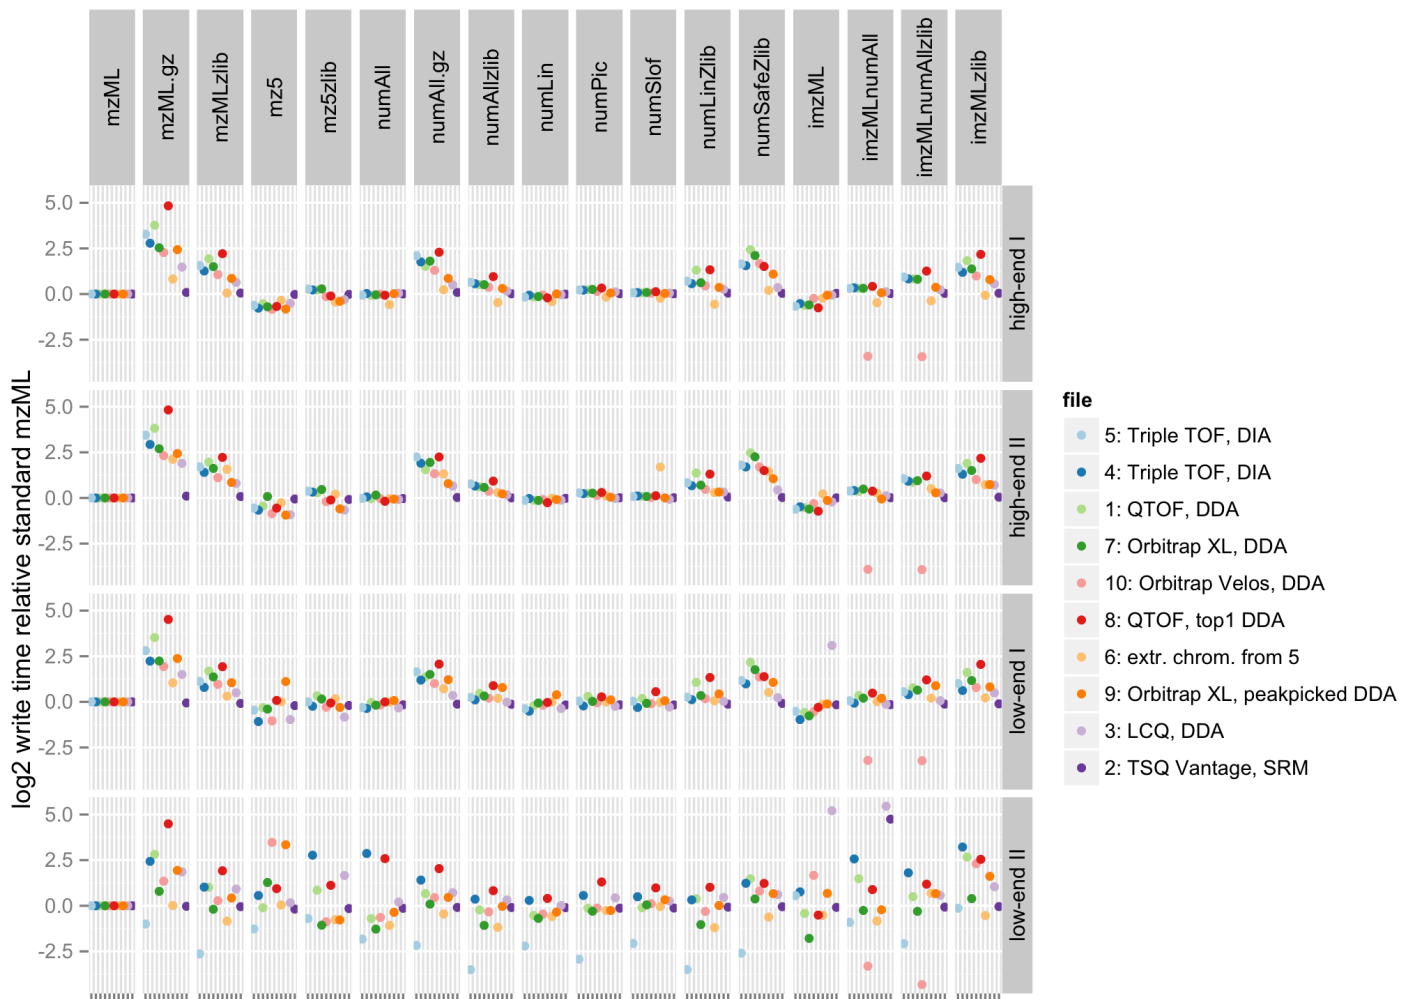 mzML
mzML.gz
mzMLzlib
mz5
mz5zlib
numAll
numAll.gz
numAllzlib
numLin
numPic
numSlof
numLinZlib
numSafeZlib
imzML
imzMLnumAll
imzMLnumAllzlib
imzMLzlib
log2 write time relative standard mzML
5.0
2.5
0.0
-2.5
high-end I
5.0
2.5
0.0
-2.5
high-end II
5.0
2.5
0.0
-2.5
low-end I
5.0
2.5
0.0
-2.5
low-end II
file
5: Triple TOF, DIA
4: Triple TOF, DIA
1: QTOF, DDA
7: Orbitrap XL, DDA
10: Orbitrap Velos, DDA
8: QTOF, top1 DDA
6: extr. chrom. from 5
9: Orbitrap XL, peakpicked DDA
3: LCQ, DDA
2: TSQ Vantage, SRM